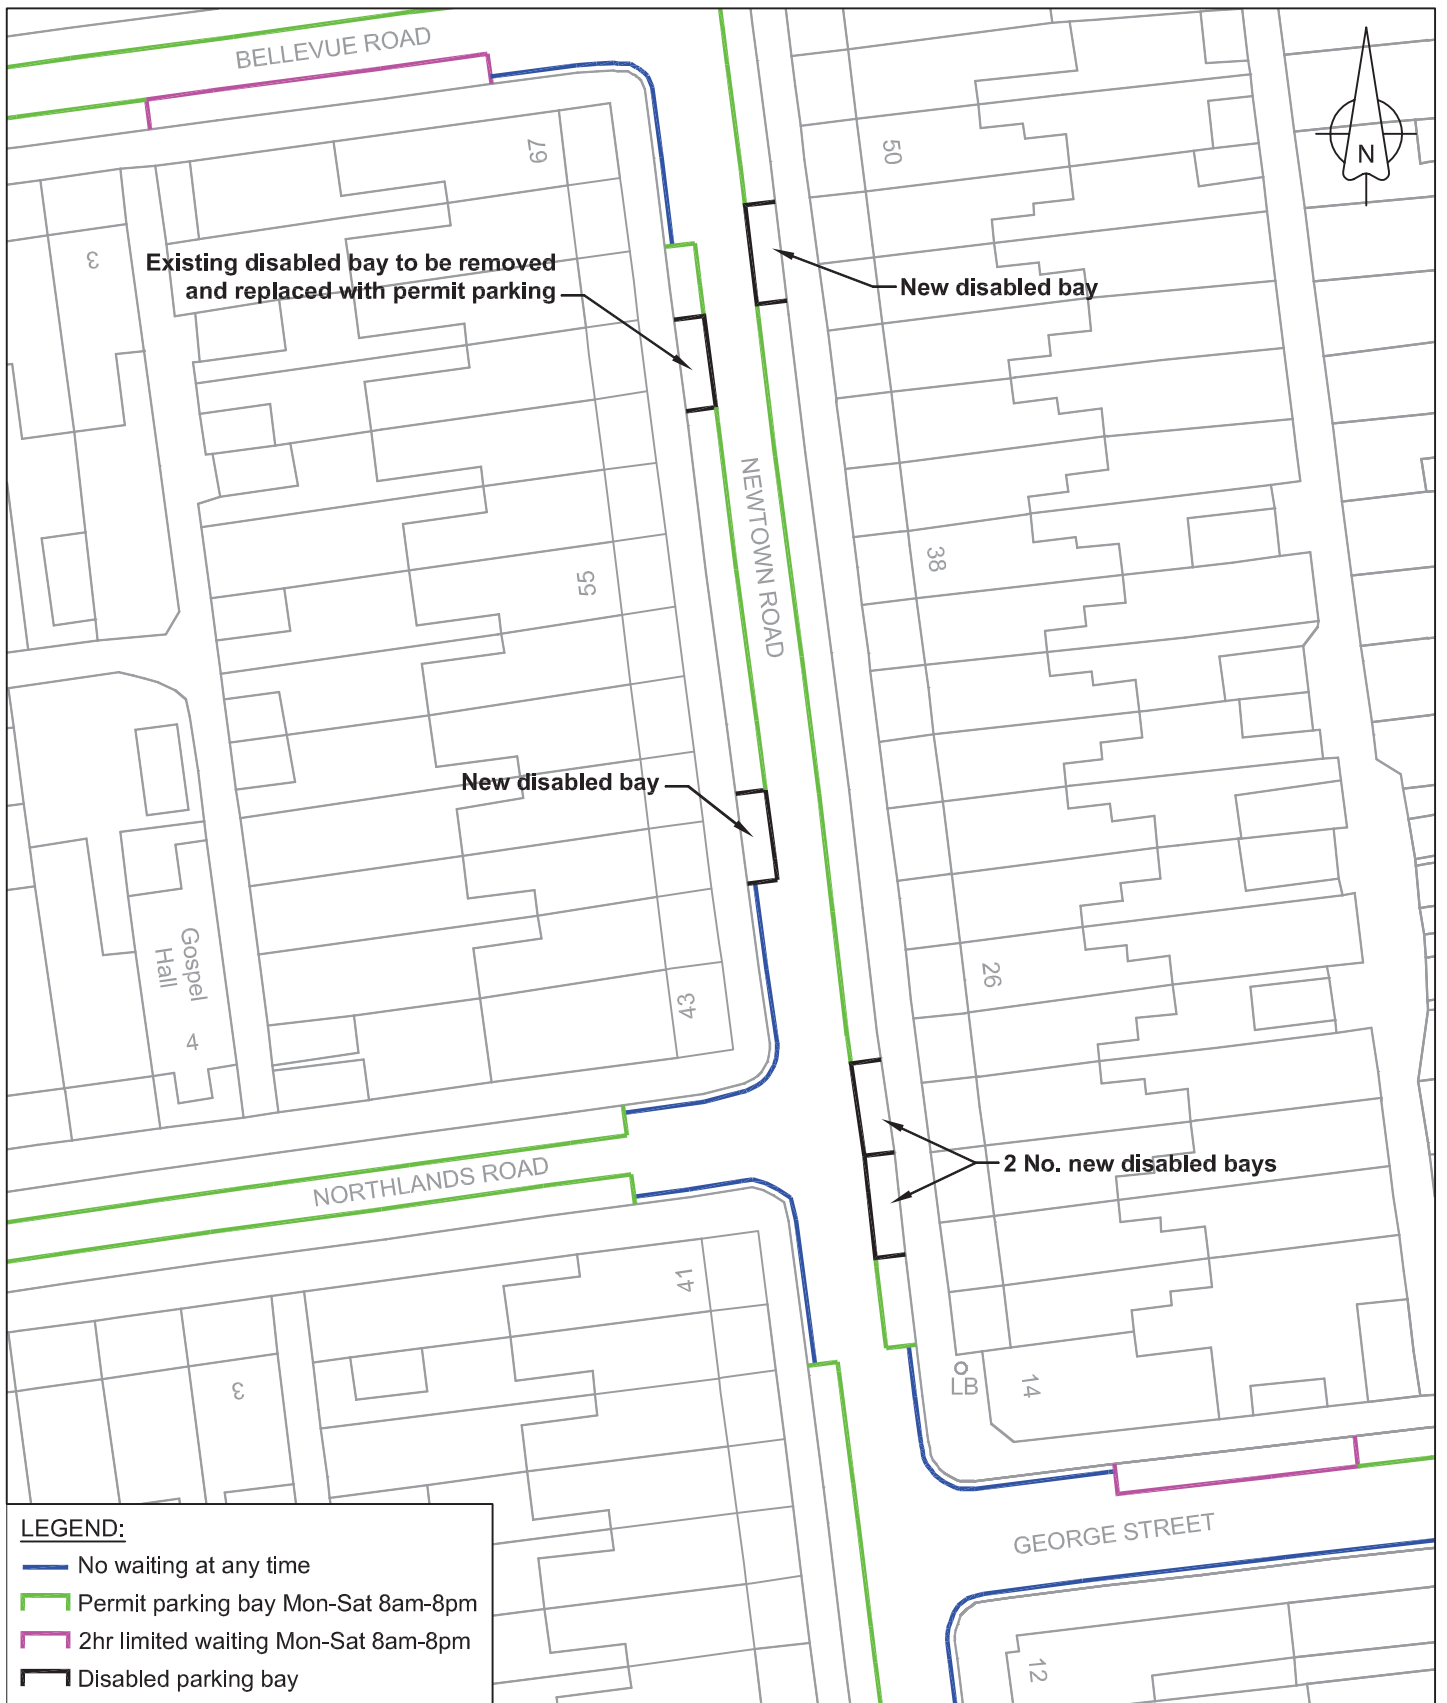 BELLEVUE ROAD
67
50
N
3
Existing disabled bay to be removed
and replaced with permit parking
New disabled bay
NEWTOWN ROAD
38
55
New disabled bay
Gospel
Hall
4
26
43
2 No. new disabled bays
NORTHLANDS ROAD
41
3
LB
14
GEORGE STREET
12
LEGEND:
No waiting at any time
Permit parking bay Mon-Sat 8am-8pm
2hr limited waiting Mon-Sat 8am-8pm
Disabled parking bay